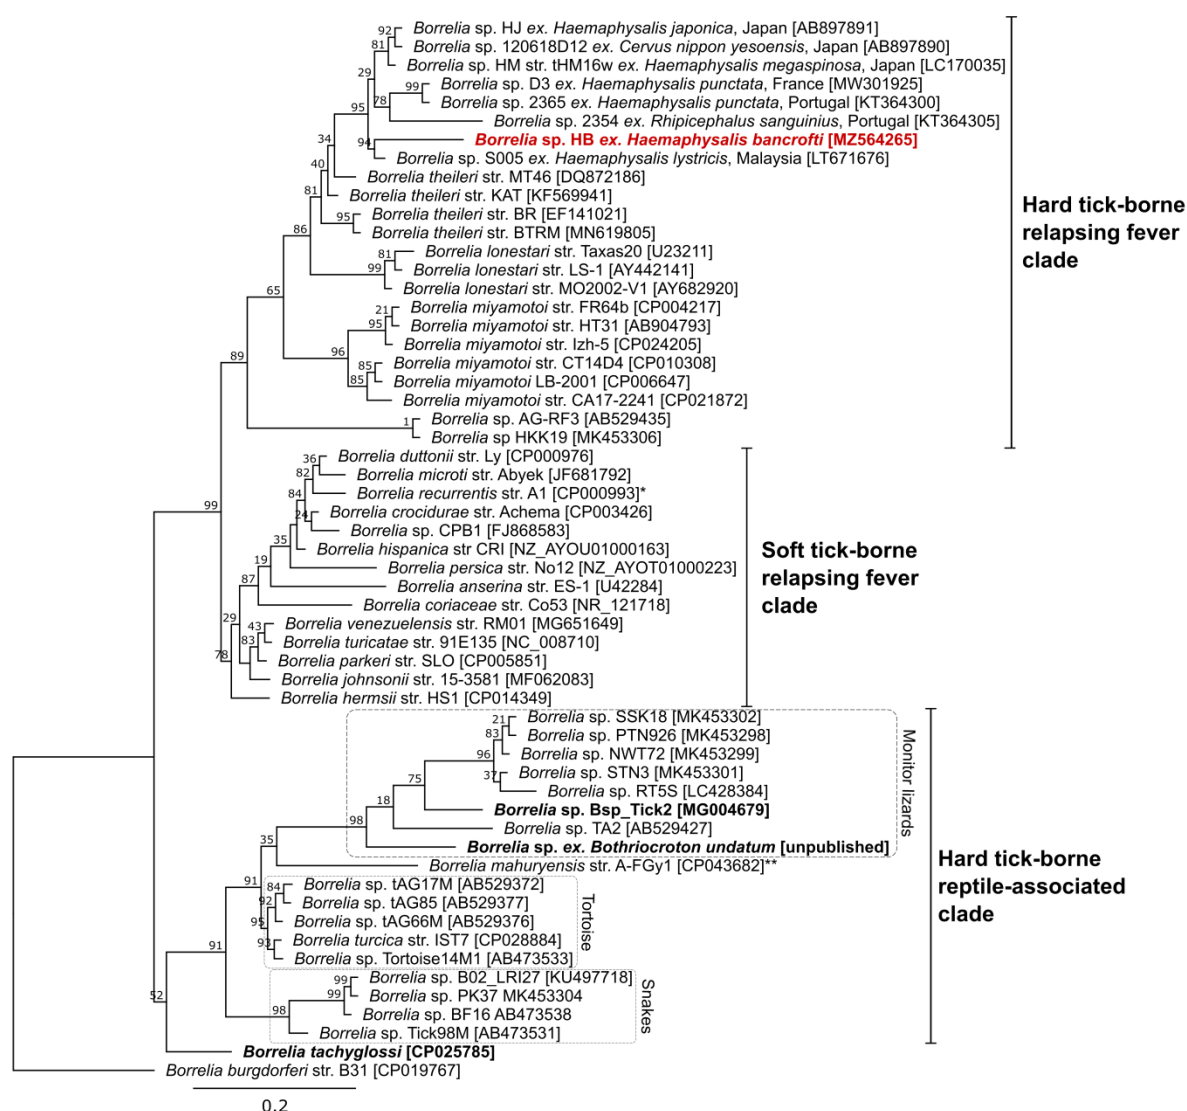 Borrelia sp. HJ ex. Haemaphysalis japonica, Japan [AB897891]
Borrelia sp. 120618D12 ex. Cervus nippon yesoensis, Japan [AB897890]
Borrelia sp. HM str. tHM16w ex. Haemaphysalis megaspinosa, Japan [LC170035]
Borrelia sp. D3 ex. Haemaphysalis punctata, France [MW301925]
Borrelia sp. 2365 ex. Haemaphysalis punctata, Portugal [KT364300]
Borrelia sp. 2354 ex. Rhipicephalus sanguinius, Portugal [KT364305]
Borrelia sp. HB ex. Haemaphysalis bancrofti [MZ564265]
Borrelia sp. S005 ex. Haemaphysalis lystricis, Malaysia [LT671676]
Borrelia theileri str. MT46 [DQ872186]
Borrelia theileri str. KAT [KF569941]
Borrelia theileri str. BR [EF141021]
Borrelia theileri str. BTRM [MN619805]
Borrelia lonestari str. Taxas20 [U23211]
Borrelia lonestari str. LS-1 [AY442141]
Borrelia lonestari str. MO2002-V1 [AY682920]
Borrelia miyamotoi str. FR64b [CP004217]
Borrelia miyamotoi str. HT31 [AB904793]
Borrelia miyamotoi str. Izh-5 [CP024205]
Borrelia miyamotoi str. CT14D4 [CP010308]
Borrelia miyamotoi LB-2001 [CP006647]
Borrelia miyamotoi str. CA17-2241 [CP021872]
Borrelia sp. AG-RF3 [AB529435]
Borrelia sp HKK19 [MK453306]
Hard tick-borne
relapsing fever
clade
Borrelia duttonii str. Ly [CP000976]
Borrelia microti str. Abyek [JF681792]
Borrelia recurrentis str. A1 [CP000993]*
Borrelia crocidurae str. Achema [CP003426]
Borrelia sp. CPB1 [FJ868583]
Borrelia hispanica str CRI [NZ_AYOU01000163]
Borrelia persica str. No12 [NZ_AYOT01000223]
Borrelia anserina str. ES-1 [U42284]
Borrelia coriaceae str. Co53 [NR_121718]
Borrelia venezuelensis str. RM01 [MG651649]
Borrelia turicatae str. 91E135 [NC_008710]
Borrelia parkeri str. SLO [CP005851]
Borrelia johnsonii str. 15-3581 [MF062083]
Borrelia hermsii str. HS1 [CP014349]
Soft tick-borne
relapsing fever
clade
Borrelia sp. SSK18 [MK453302]
Borrelia sp. PTN926 [MK453298]
Borrelia sp. NWT72 [MK453299]
Borrelia sp. STN3 [MK453301]
Borrelia sp. RT5S [LC428384]
Borrelia sp. Bsp_Tick2 [MG004679]
Borrelia sp. TA2 [AB529427]
Borrelia sp. ex. Bothriocroton undatum [unpublished]
Monitor lizards
Borrelia mahuryensis str. A-FGy1 [CP043682]**
Borrelia sp. tAG17M [AB529372]
Borrelia sp. tAG85 [AB529377]
Borrelia sp. tAG66M [AB529376]
Borrelia turcica str. IST7 [CP028884]
Borrelia sp. Tortoise14M1 [AB473533]
Tortoise
Borrelia sp. B02_LRI27 [KU497718]
Borrelia sp. PK37 MK453304
Borrelia sp. BF16 AB473538
Borrelia sp. Tick98M [AB473531]
Snakes
Borrelia tachyglossi [CP025785]
Hard tick-borne
reptile-associated
clade
Borrelia burgdorferi str. B31 [CP019767]
0.2
92
81
29
99
78
95
94
34
40
81
95
86
81
99
65
21
95
96
85
85
89
1
99
36
82
84
24
35
19
87
29
43
83
78
21
83
96
37
75
18
98
35
91
84
92
95
93
91
99
99
98
52